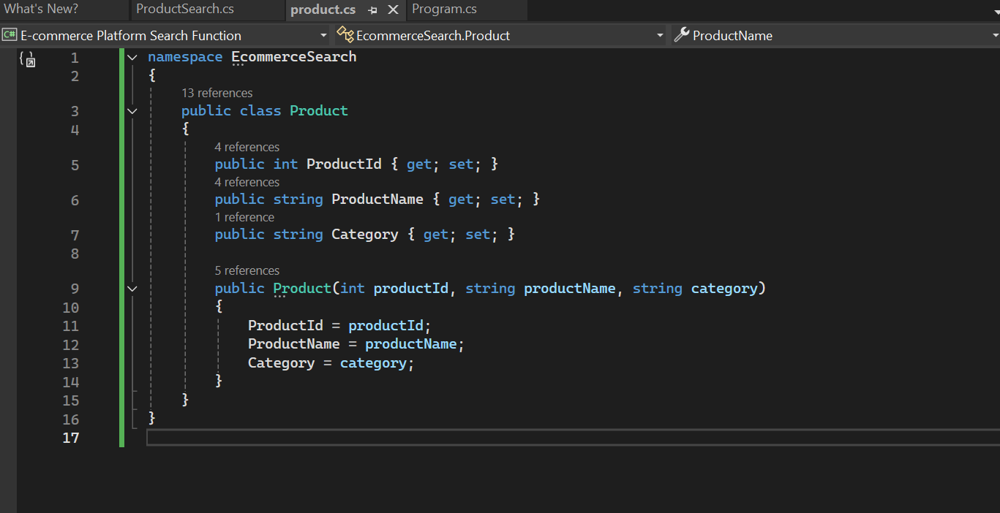 What's New? ProductSearch.cs product.cs Program.cs
C# E-commerce Platform Search Function EcommerceSearch.Product ProductName
1 namespace EcommerceSearch
2 {
13 references
3 public class Product
4 {
4 references
5 public int ProductId { get; set; }
4 references
6 public string ProductName { get; set; }
1 reference
7 public string Category { get; set; }
8
5 references
9 public Product(int productId, string productName, string category)
10 {
11 ProductId = productId;
12 ProductName = productName;
13 Category = category;
14 }
15 }
16 }
17